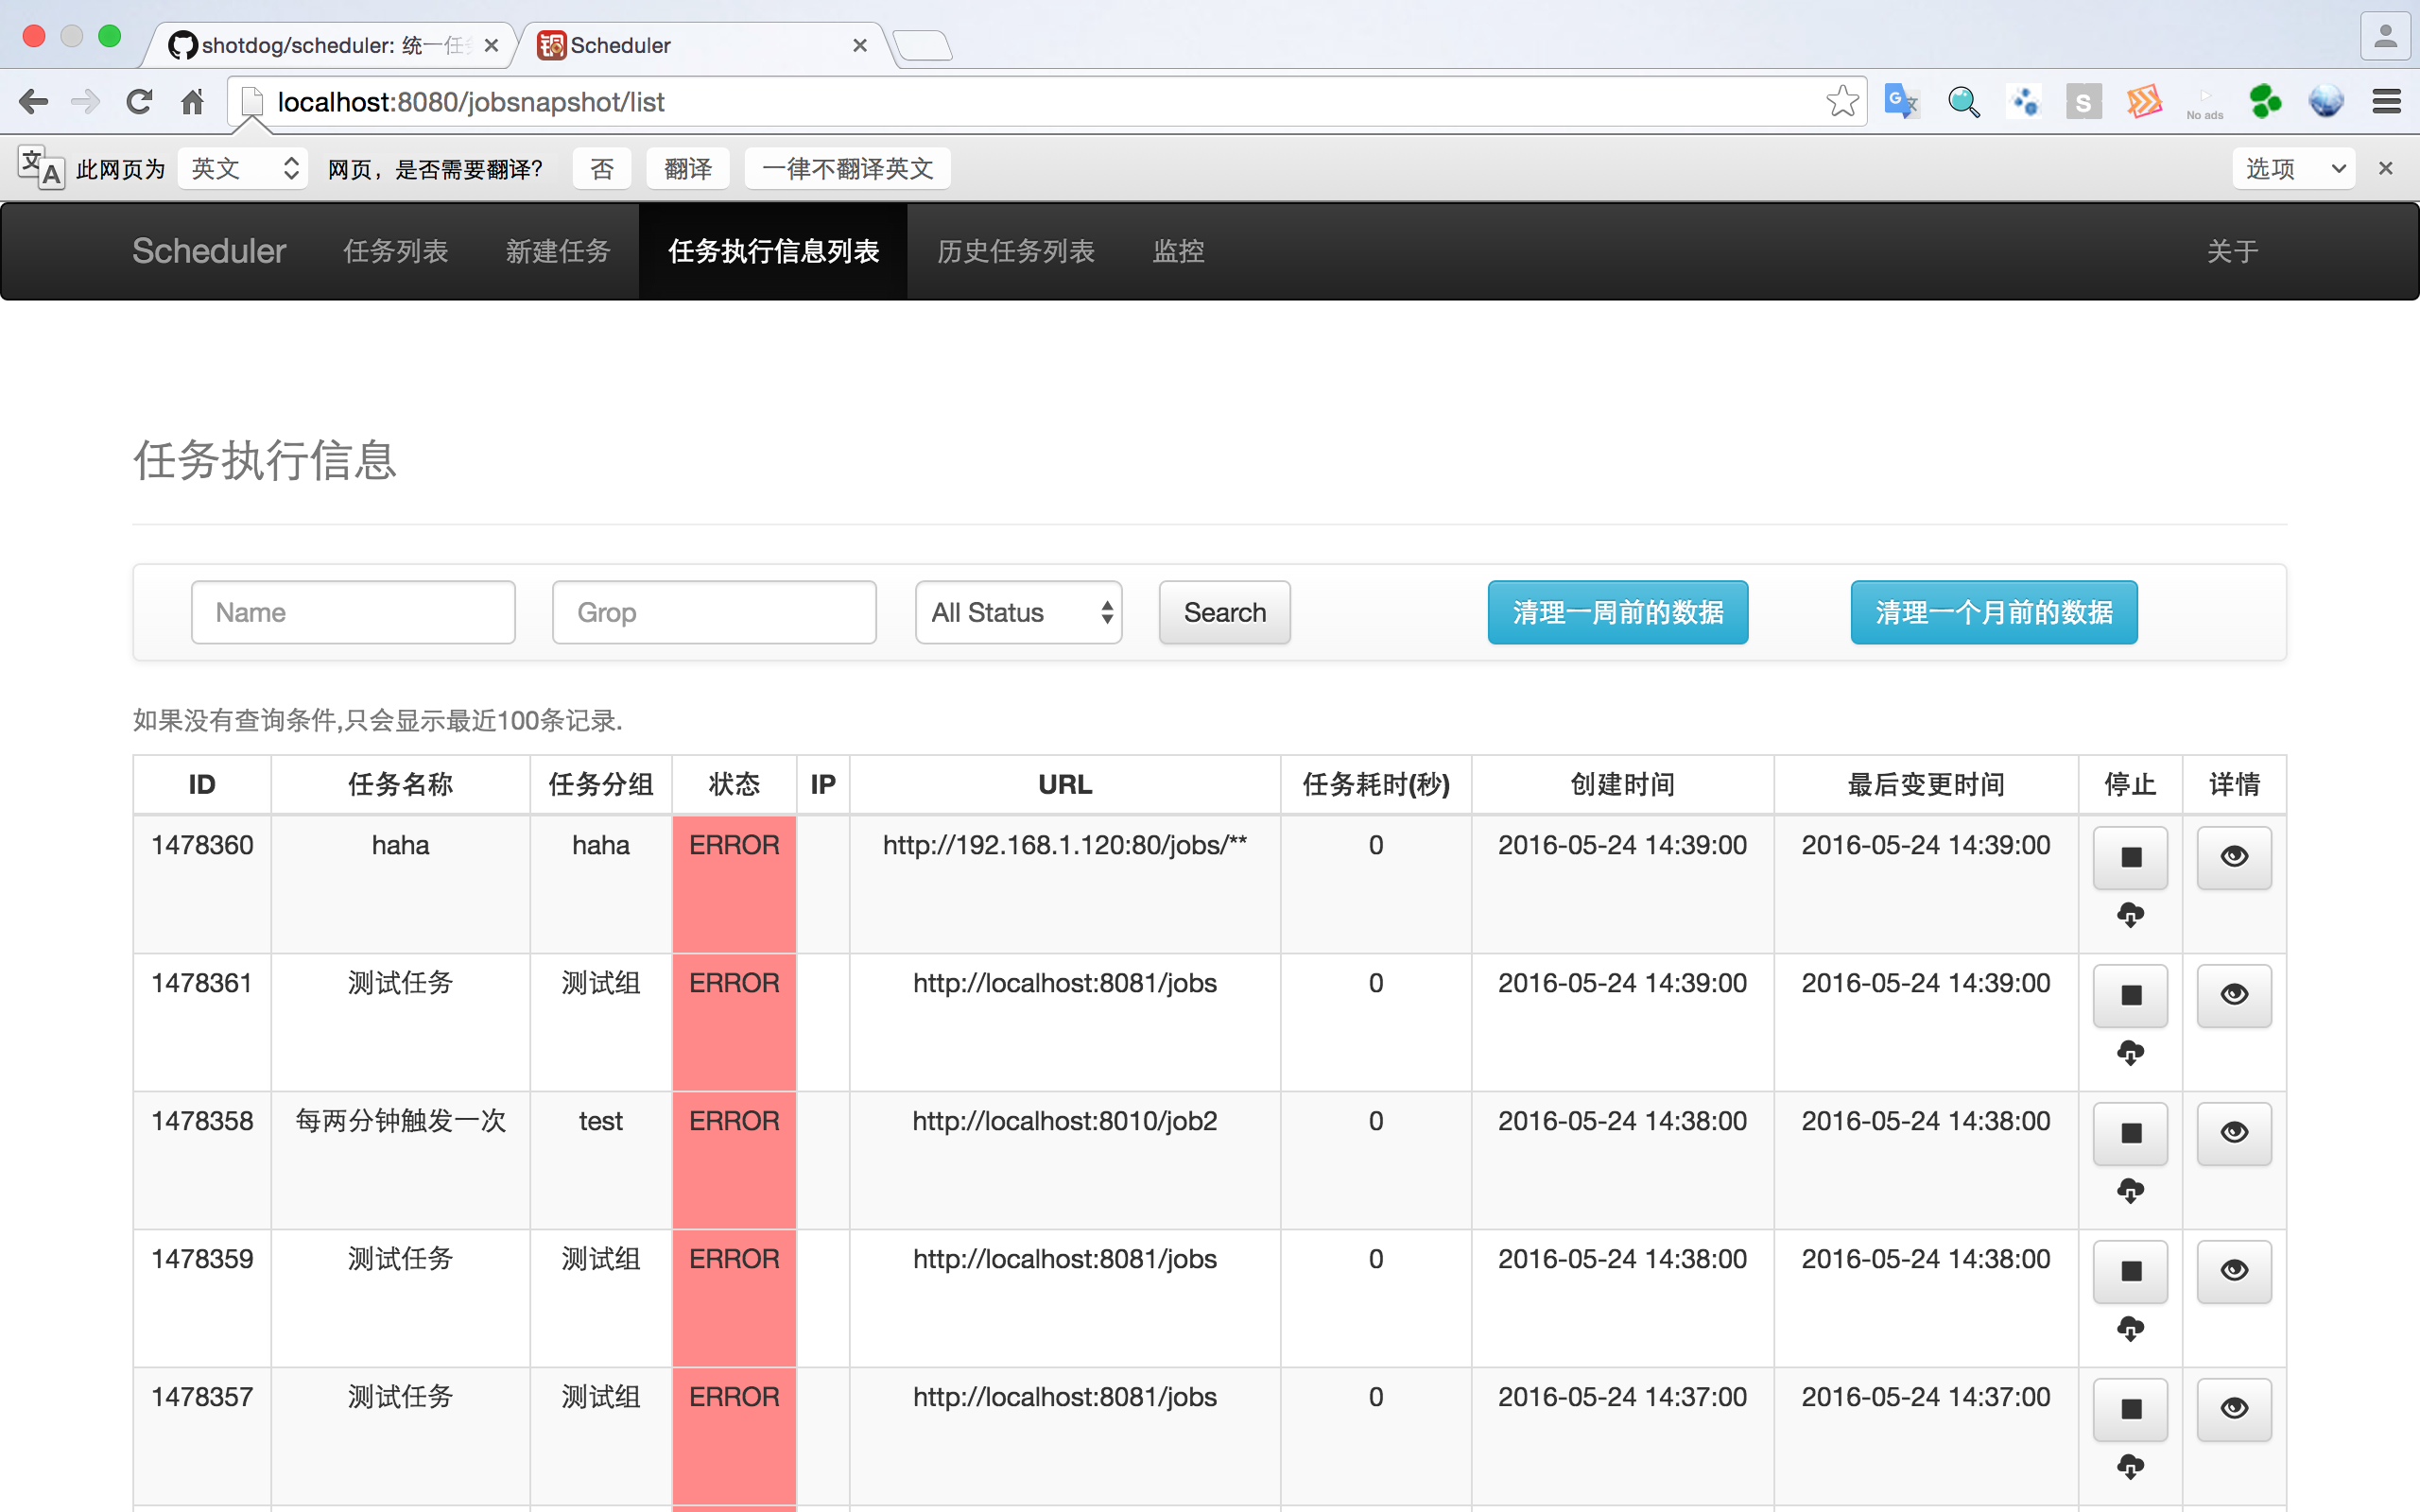 shotdog/scheduler: 统一任
Scheduler
localhost:8080/jobsnapshot/list
No ads
此网页为 英文 网页，是否需要翻译? 否 翻译 一律不翻译英文 选项
Scheduler 任务列表 新建任务 任务执行信息列表 历史任务列表 监控 关于
任务执行信息
Name Grop All Status Search 清理一周前的数据 清理一个月前的数据
如果没有查询条件,只会显示最近100条记录.
ID 任务名称 任务分组 状态 IP URL 任务耗时(秒) 创建时间 最后变更时间 停止 详情
1478360 haha haha ERROR http://192.168.1.120:80/jobs/** 0 2016-05-24 14:39:00 2016-05-24 14:39:00
1478361 测试任务 测试组 ERROR http://localhost:8081/jobs 0 2016-05-24 14:39:00 2016-05-24 14:39:00
1478358 每两分钟触发一次 test ERROR http://localhost:8010/job2 0 2016-05-24 14:38:00 2016-05-24 14:38:00
1478359 测试任务 测试组 ERROR http://localhost:8081/jobs 0 2016-05-24 14:38:00 2016-05-24 14:38:00
1478357 测试任务 测试组 ERROR http://localhost:8081/jobs 0 2016-05-24 14:37:00 2016-05-24 14:37:00